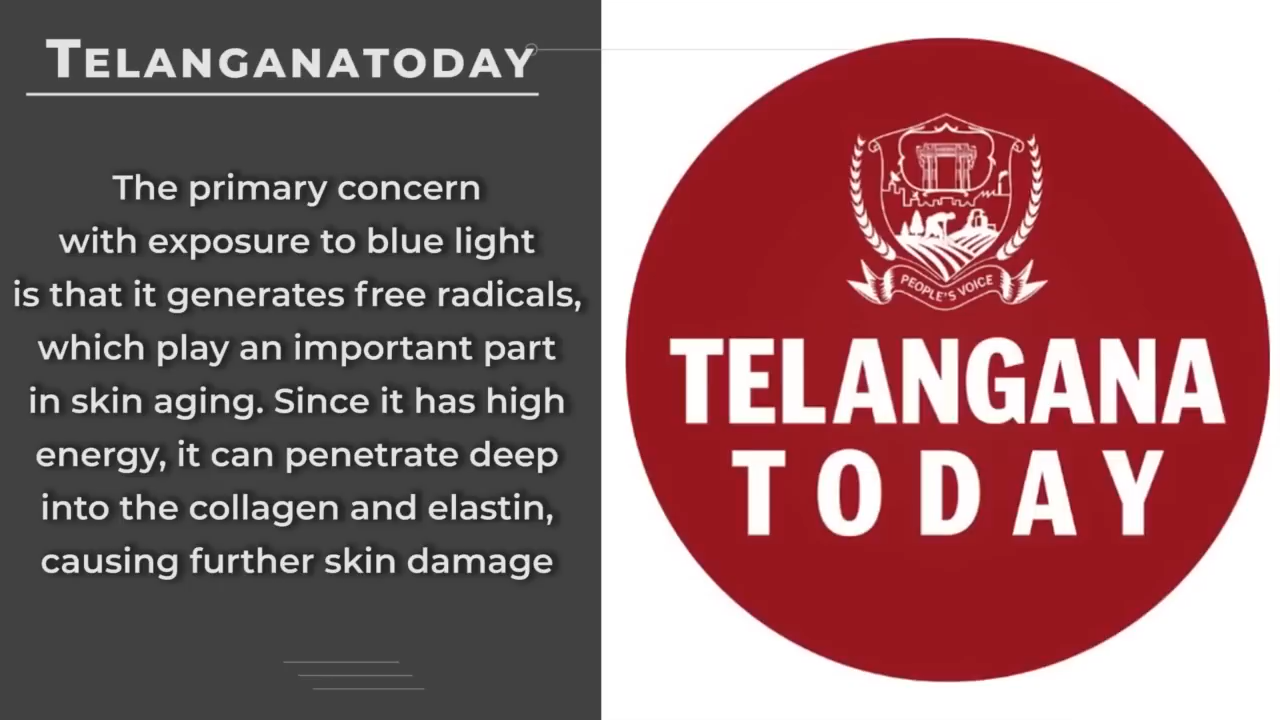 TELANGANATODAY
The primary concern
with exposure to blue light
is that it generates free radicals,
which play an important part
in skin aging. Since it has high
energy, it can penetrate deep
into the collagen and elastin,
causing further skin damage
PEOPLE'S VOICE
TELANGANA
TODAY